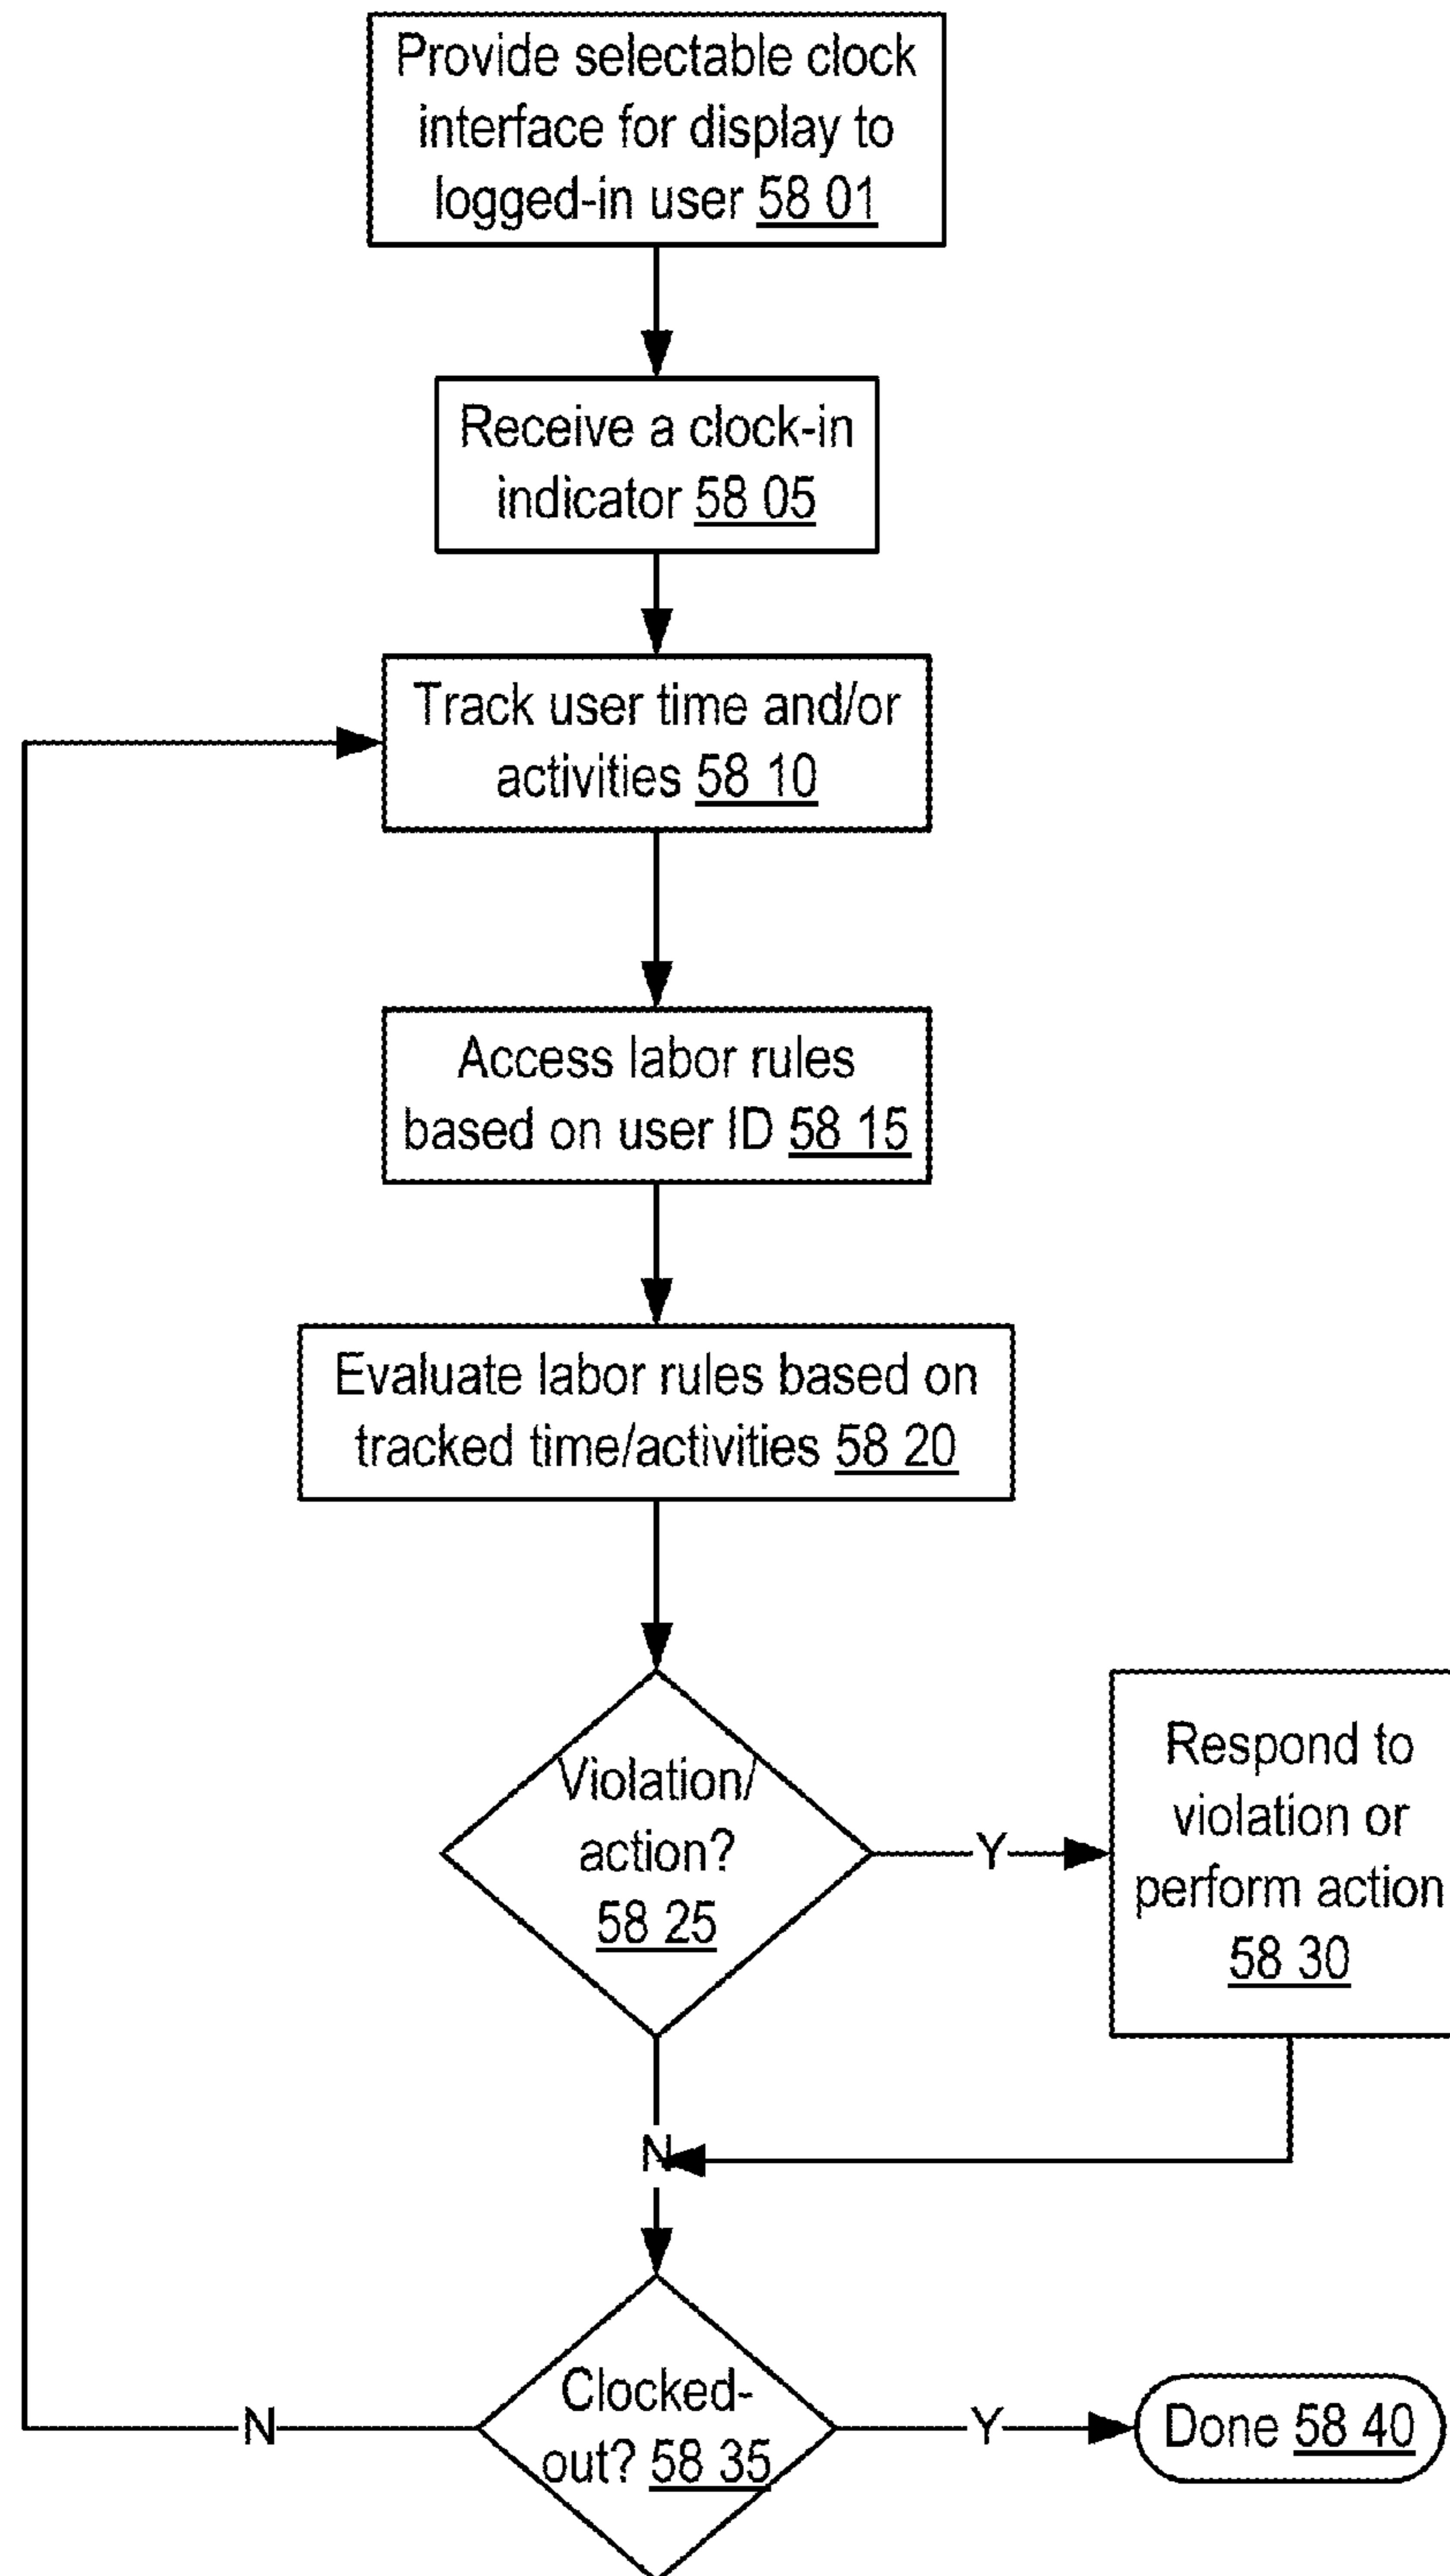 Provide selectable clock
interface for display to
logged-in user 58 01
Receive a clock-in
indicator 58 05
Track user time and/or
activities 58 10
Access labor rules
based on user ID 58 15
Evaluate labor rules based on
tracked time/activities 58 20
Violation/
action?
58 25
Y
Respond to
violation or
perform action
58 30
N
Clocked-
out? 58 35
N
Y
Done 58 40